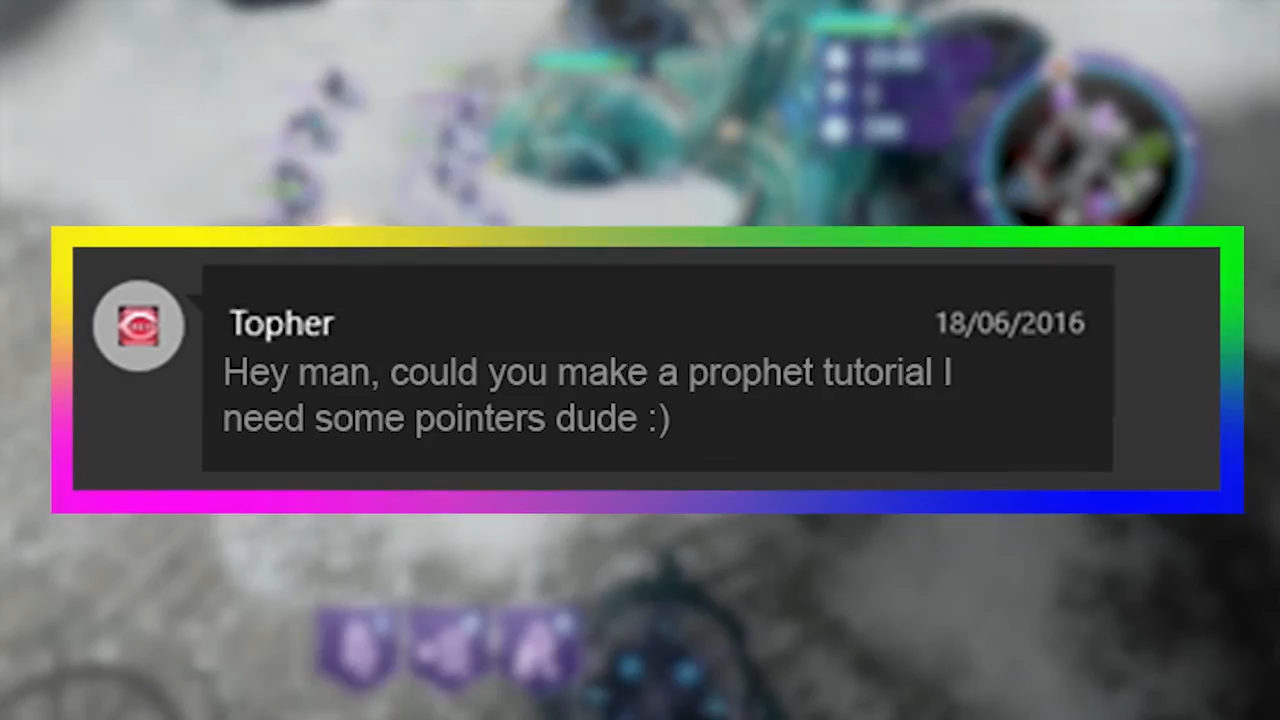 Topher
18/06/2016
Hey man, could you make a prophet tutorial I
need some pointers dude :)